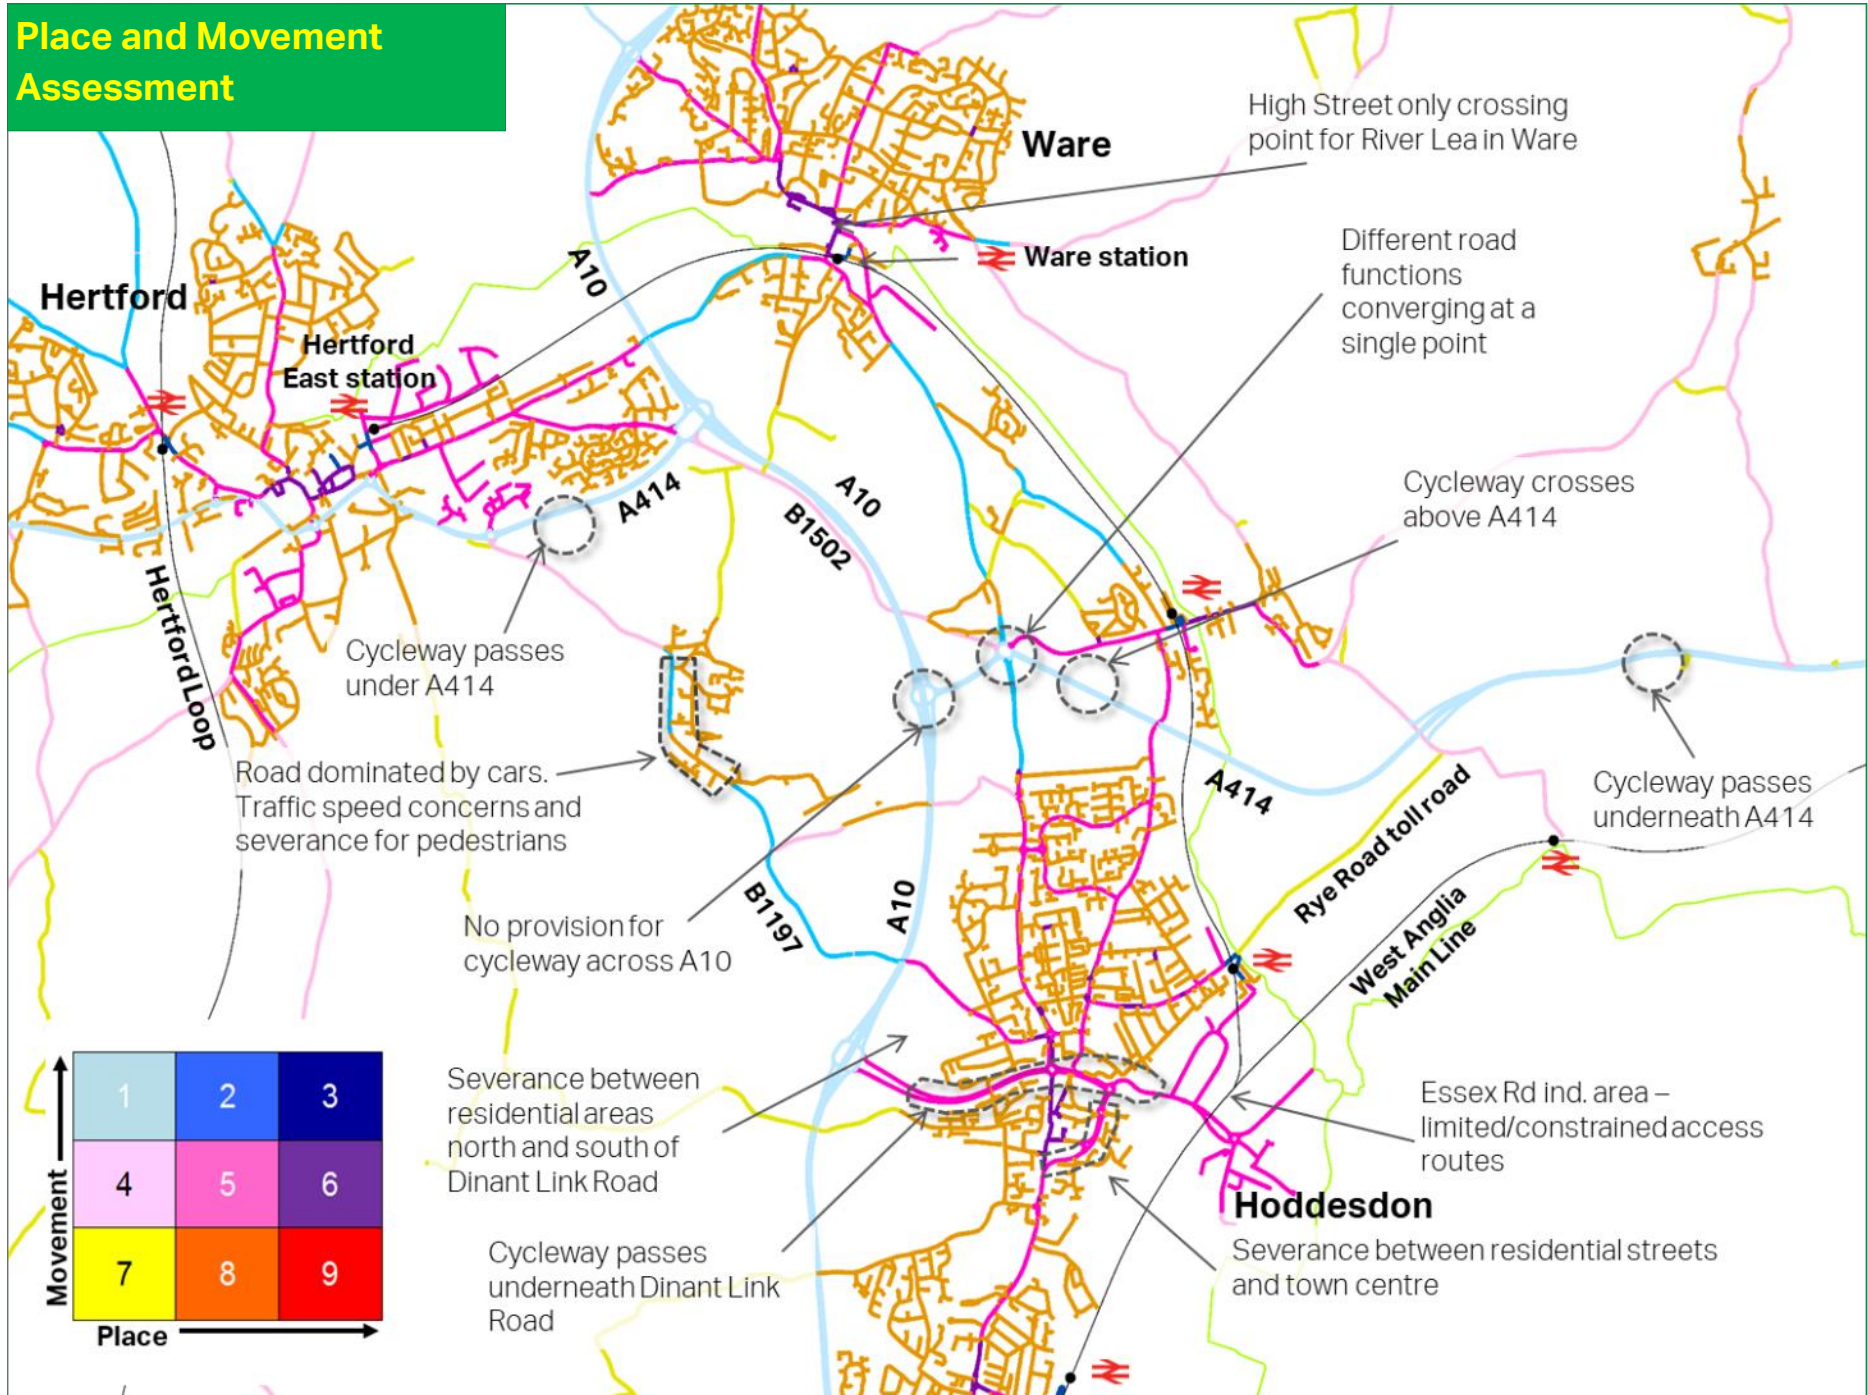 Place and Movement
Assessment
High Street only crossing
point for River Lea in Ware
Ware
Different road
functions
converging at a
single point
Ware station
A10
Hertford
Hertford
East station
Cycleway crosses
above A414
A414
A10
B1502
Hertford Loop
Cycleway passes
under A414
Road dominated by cars.
Traffic speed concerns and
severance for pedestrians
A414
Cycleway passes
underneath A414
Rye Road toll road
No provision for
cycleway across A10
B1197
A10
West Anglia
Main Line
Severance between
residential areas
north and south of
Dinant Link Road
Essex Rd ind. area –
limited/constrained access
routes
Hoddesdon
Severance between residential streets
and town centre
Cycleway passes
underneath Dinant Link
Road
Movement
1 2 3
4 5 6
7 8 9
Place